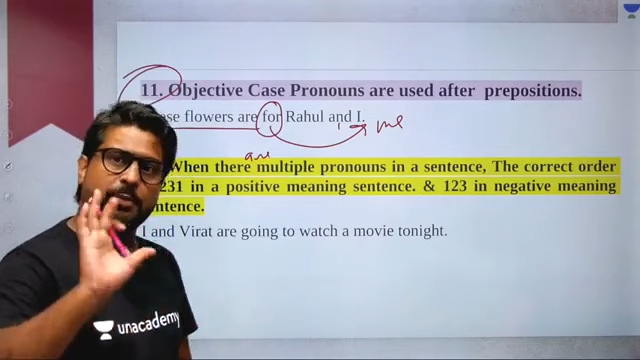 11. Objective Case Pronouns are used after prepositions.
flowers are for Rahul and I.
me
are
When there multiple pronouns in a sentence, The correct order
231 in a positive meaning sentence. & 123 in negative meaning
I and Virat are going to watch a movie tonight.
unacademy